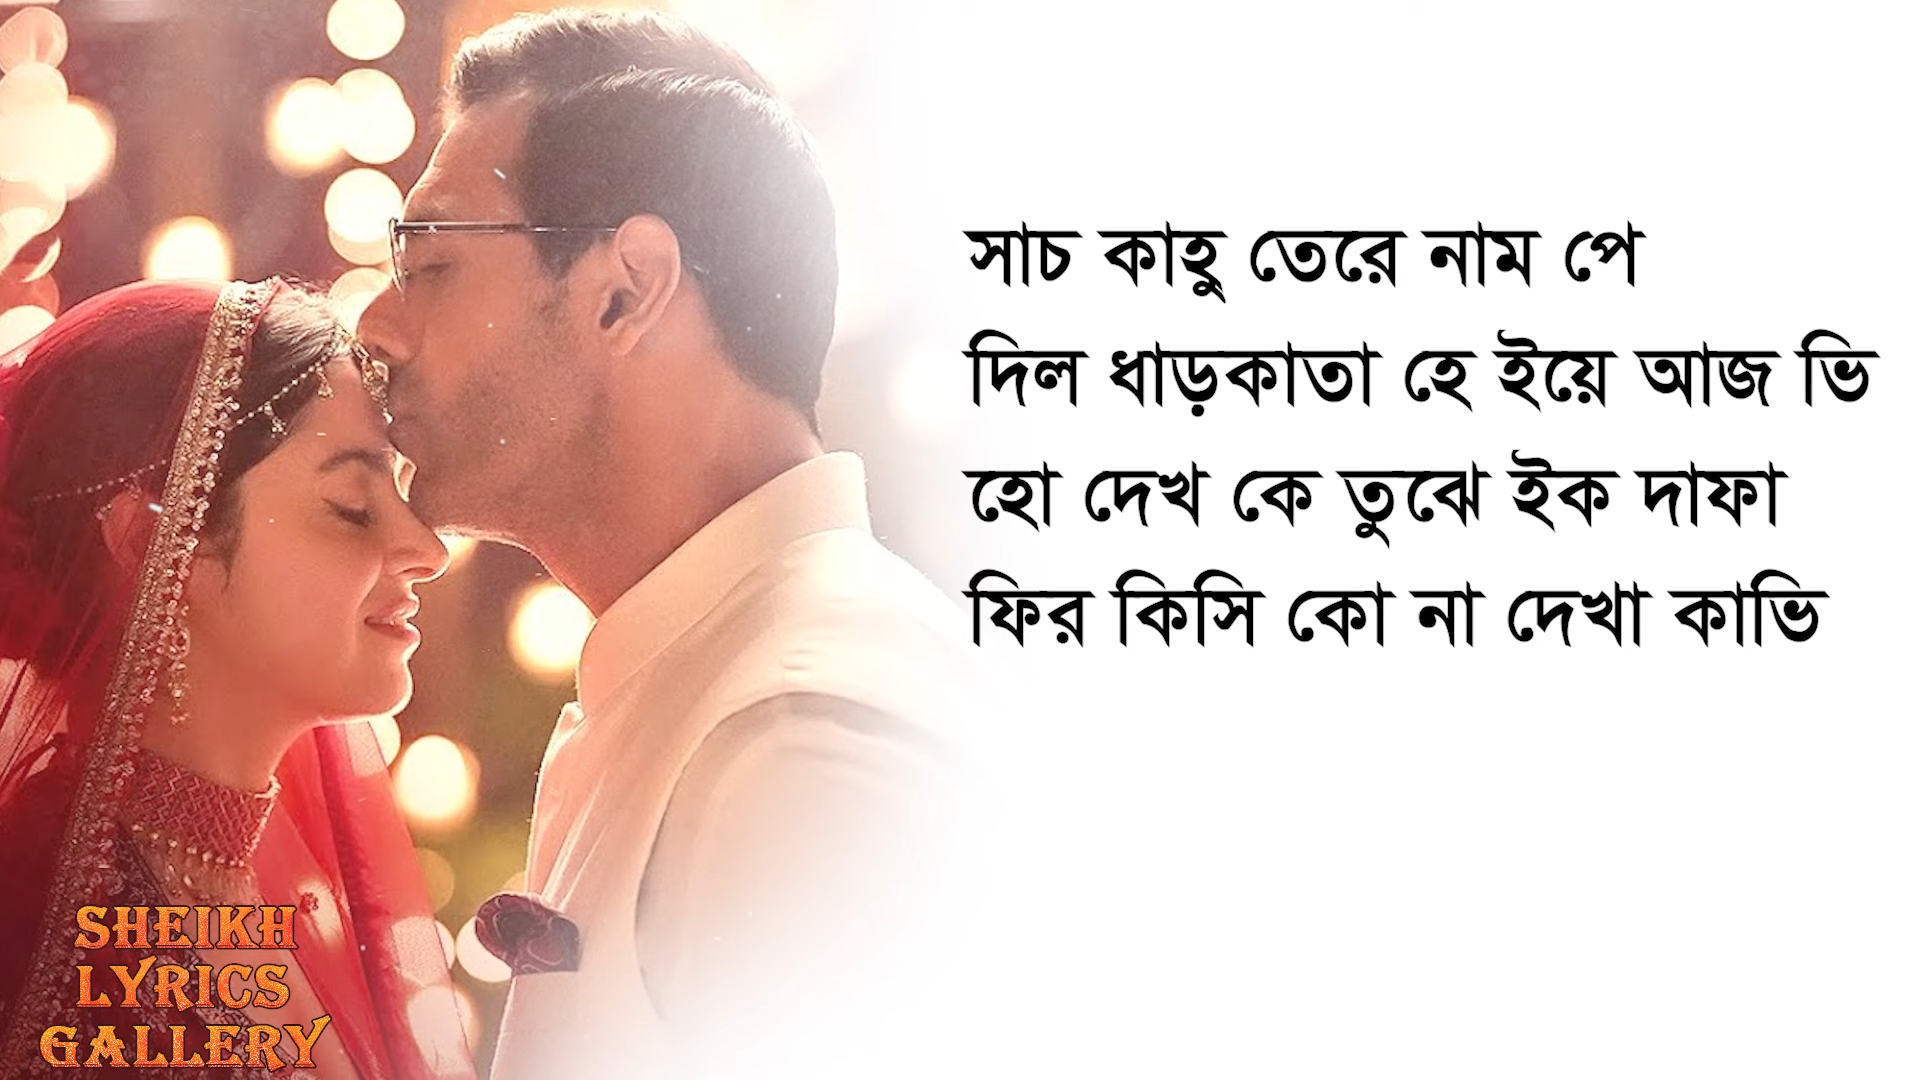 সাচ কাহু তেরে নাম পে
দিল ধাড়কাতা হে ইয়ে আজ ভি
হো দেখ কে তুঝে ইক দাফা
ফির কিসি কো না দেখা কাভি
SHEIKH
LYRICS
GALLERY